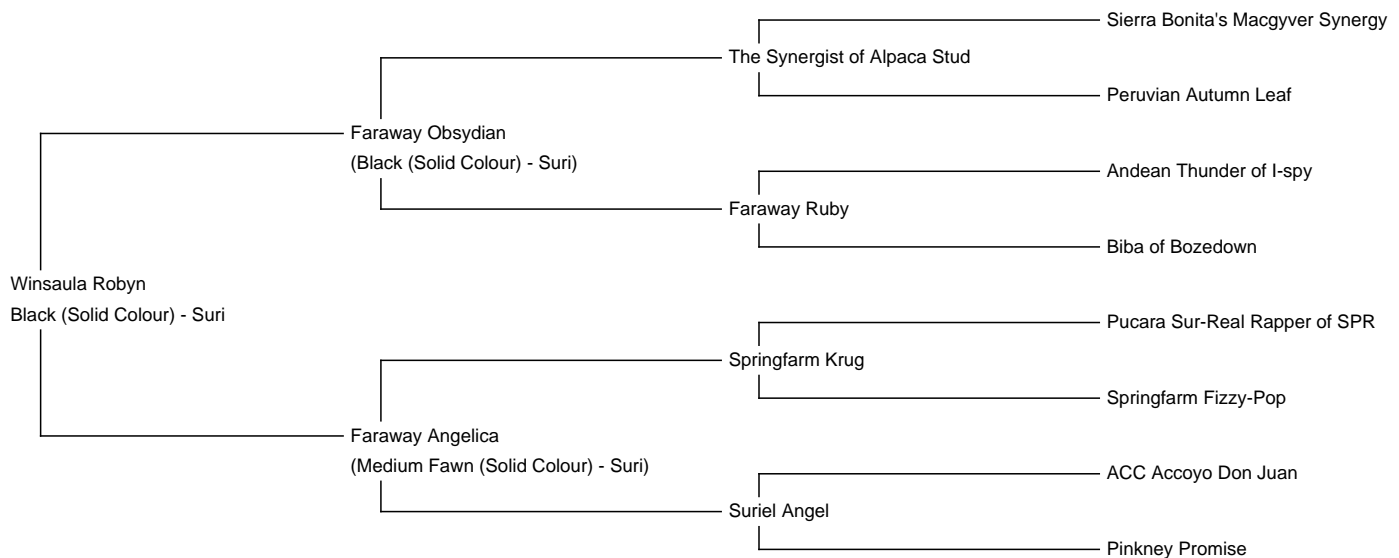 Sierra Bonita's Macgyver Synergy
The Synergist of Alpaca Stud
Peruvian Autumn Leaf
Faraway Obsydian
(Black (Solid Colour) - Suri)
Andean Thunder of I-spy
Faraway Ruby
Biba of Bozedown
Winsaula Robyn
Black (Solid Colour) - Suri
Pucara Sur-Real Rapper of SPR
Springfarm Krug
Springfarm Fizzy-Pop
Faraway Angelica
(Medium Fawn (Solid Colour) - Suri)
ACC Accoyo Don Juan
Suriel Angel
Pinkney Promise